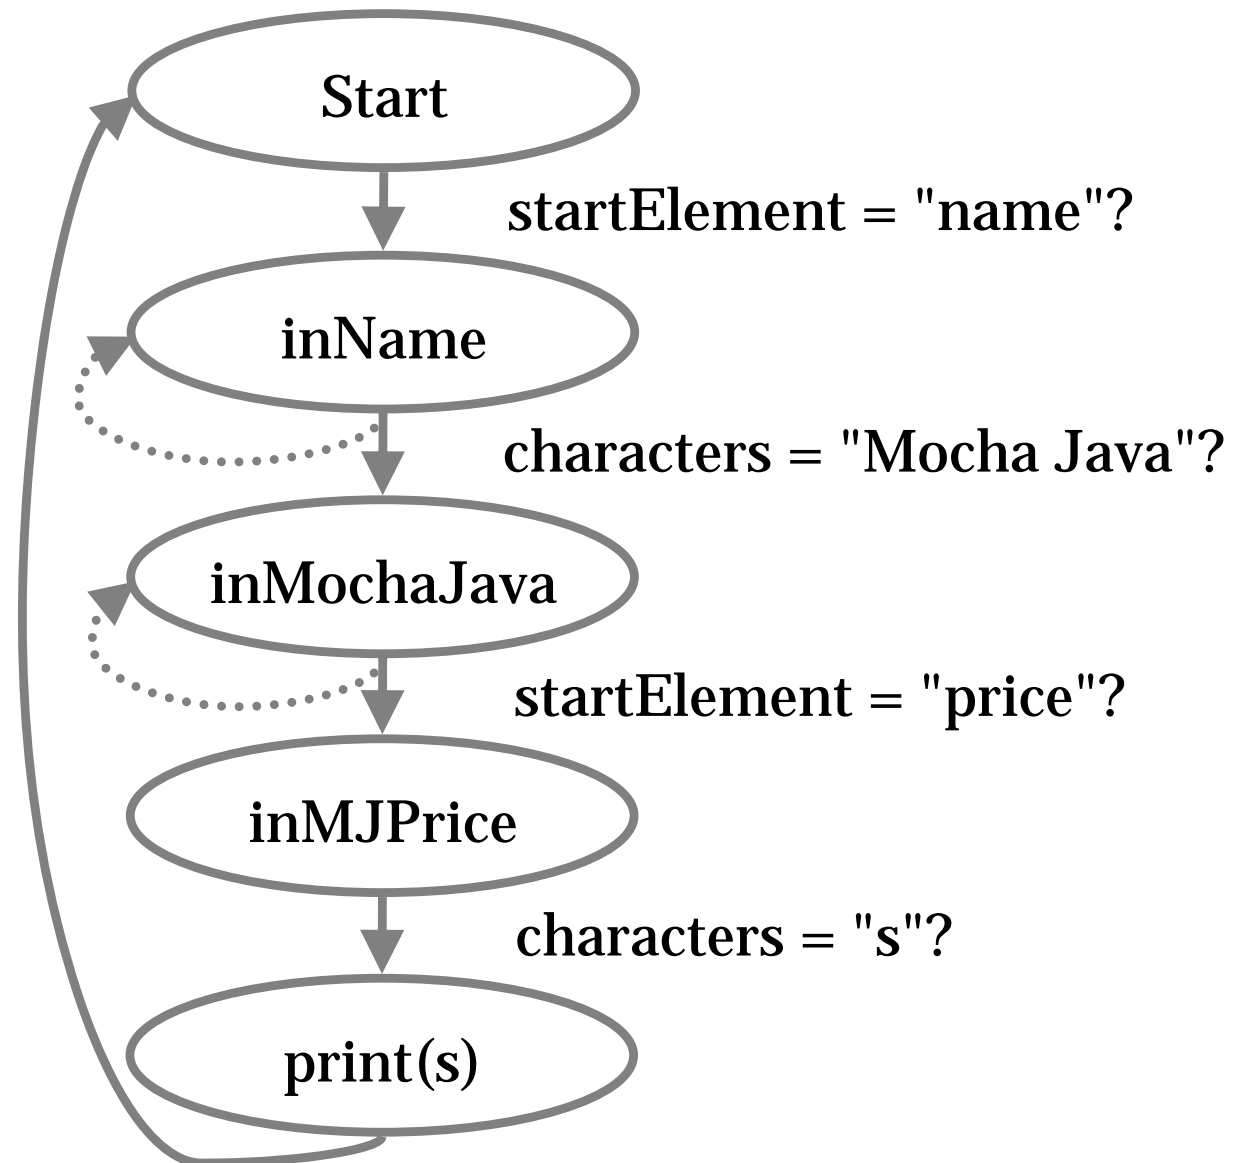 Start
startElement = "name"?
inName
characters = "Mocha Java"?
inMochaJava
startElement = "price"?
inMJPrice
characters = "s"?
print(s)